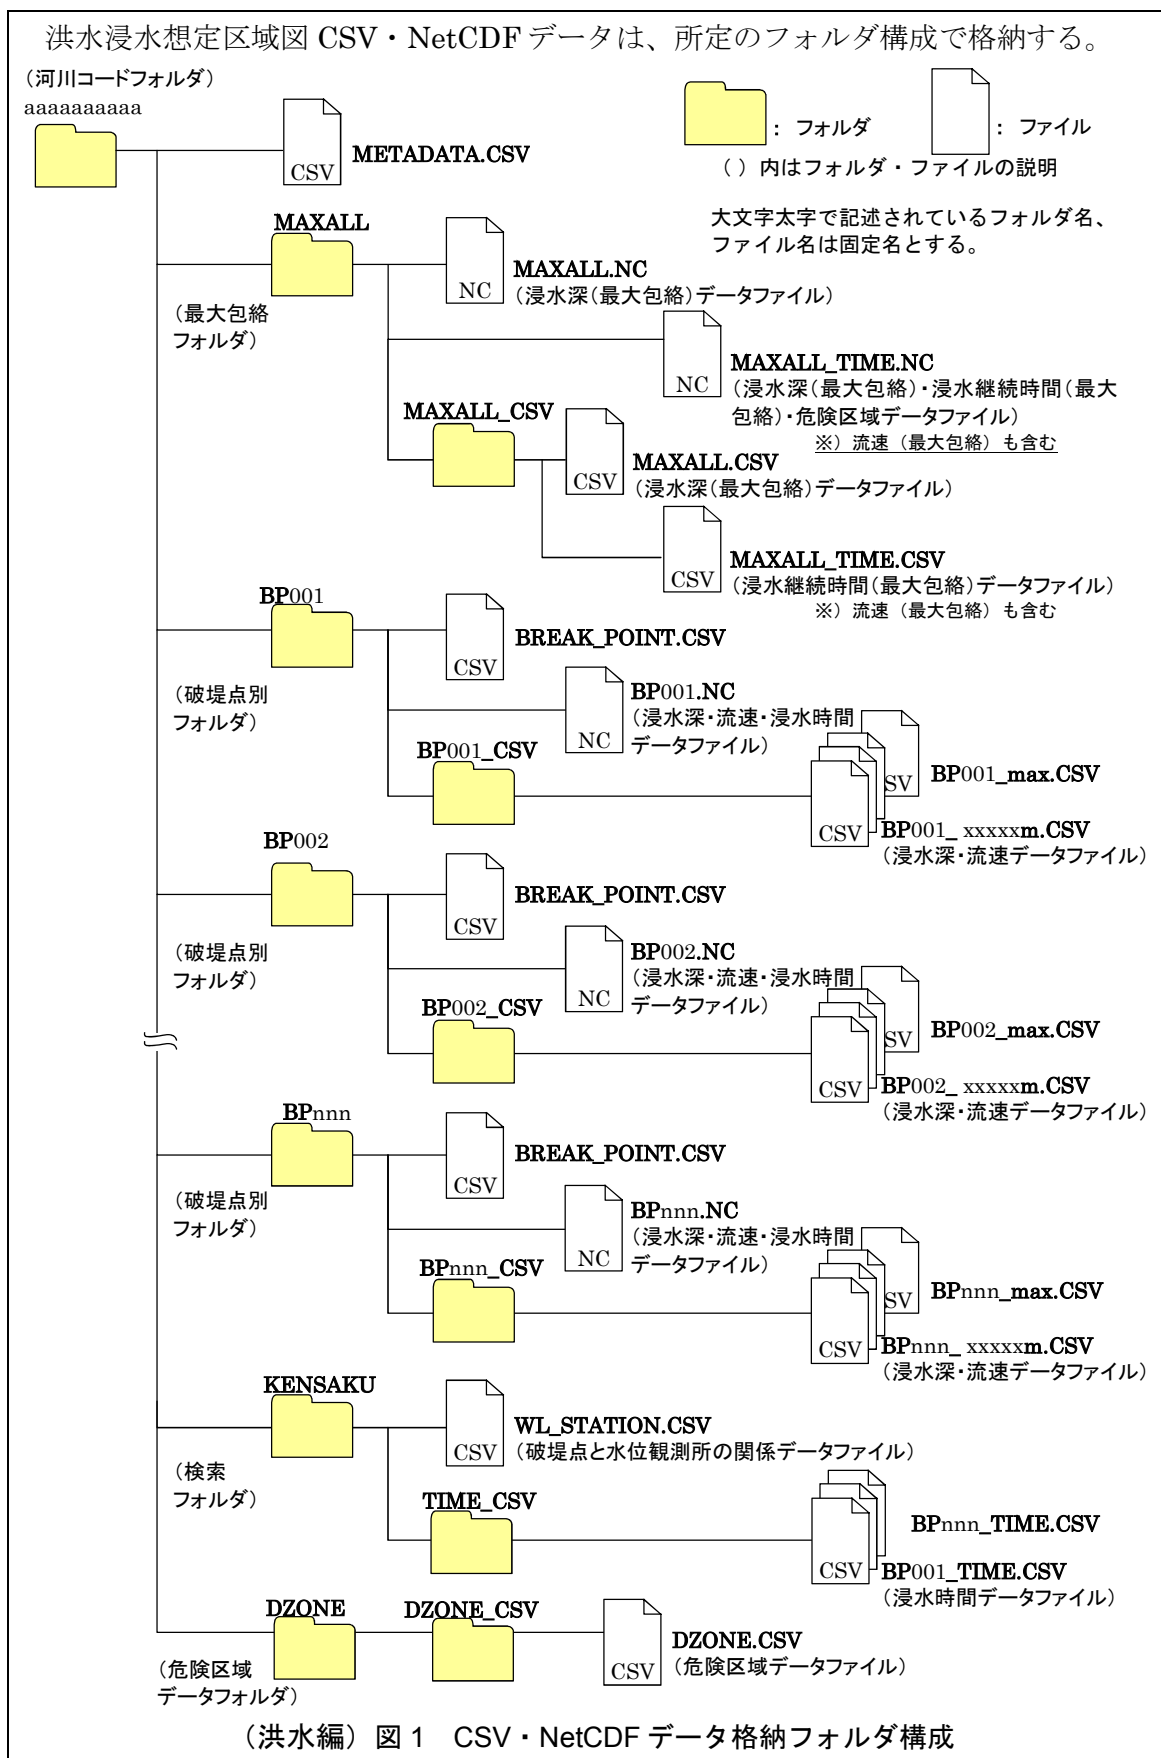 洪水浸水想定区域図 CSV・NetCDF データは、所定のフォルダ構成で格納する。
（河川コードフォルダ）
aaaaaaaaaa
CSV
METADATA.CSV
： フォルダ
： ファイル
（ ）内はフォルダ・ファイルの説明
大文字太字で記述されているフォルダ名、
ファイル名は固定名とする。
MAXALL
（最大包絡
フォルダ）
NC
MAXALL.NC
（浸水深（最大包絡）データファイル）
NC
MAXALL_TIME.NC
（浸水深（最大包絡）・浸水継続時間（最大
包絡）・危険区域データファイル）
※）流速（最大包絡）も含む
MAXALL_CSV
CSV
MAXALL.CSV
（浸水深（最大包絡）データファイル）
CSV
MAXALL_TIME.CSV
（浸水継続時間（最大包絡）データファイル）
※）流速（最大包絡）も含む
BP001
（破堤点別
フォルダ）
CSV
BREAK_POINT.CSV
NC
BP001.NC
（浸水深・流速・浸水時間
データファイル）
BP001_CSV
SV
BP001_max.CSV
CSV
BP001_ xxxxxm.CSV
（浸水深・流速データファイル）
BP002
（破堤点別
フォルダ）
CSV
BREAK_POINT.CSV
NC
BP002.NC
（浸水深・流速・浸水時間
データファイル）
BP002_CSV
SV
BP002_max.CSV
CSV
BP002_ xxxxxm.CSV
（浸水深・流速データファイル）
BPnnn
（破堤点別
フォルダ）
CSV
BREAK_POINT.CSV
NC
BPnnn.NC
（浸水深・流速・浸水時間
データファイル）
BPnnn_CSV
SV
BPnnn_max.CSV
CSV
BPnnn_ xxxxxm.CSV
（浸水深・流速データファイル）
KENSAKU
（検索
フォルダ）
CSV
WL_STATION.CSV
（破堤点と水位観測所の関係データファイル）
TIME_CSV
BPnnn_TIME.CSV
CSV
BP001_TIME.CSV
（浸水時間データファイル）
DZONE
（危険区域
データフォルダ）
DZONE_CSV
CSV
DZONE.CSV
（危険区域データファイル）
（洪水編）図 1 CSV・NetCDF データ格納フォルダ構成